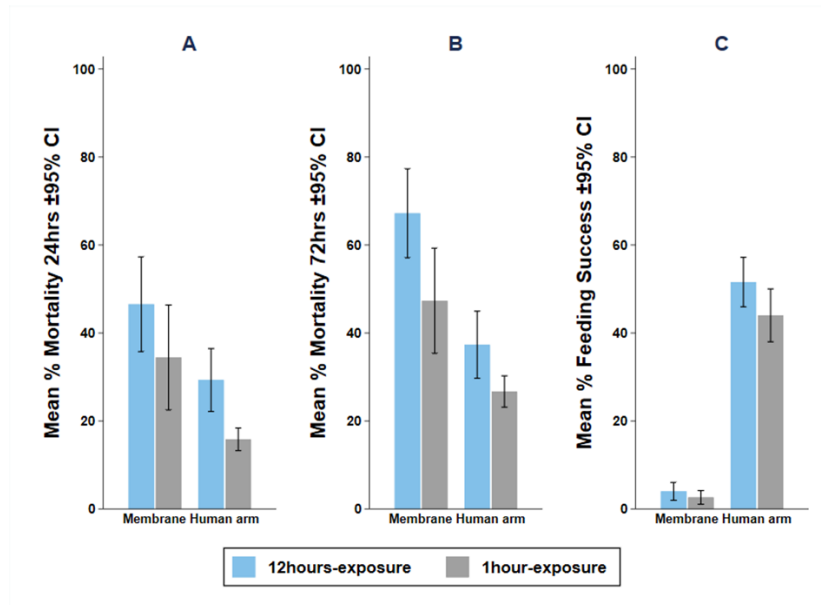 A
Mean % Mortality 24hrs ±95% CI
100
80
60
40
20
0
Membrane Human arm
B
Mean % Mortality 72hrs ±95% CI
100
80
60
40
20
0
Membrane Human arm
C
Mean % Feeding Success ±95% CI
100
80
60
40
20
0
Membrane Human arm
12hours-exposure
1hour-exposure